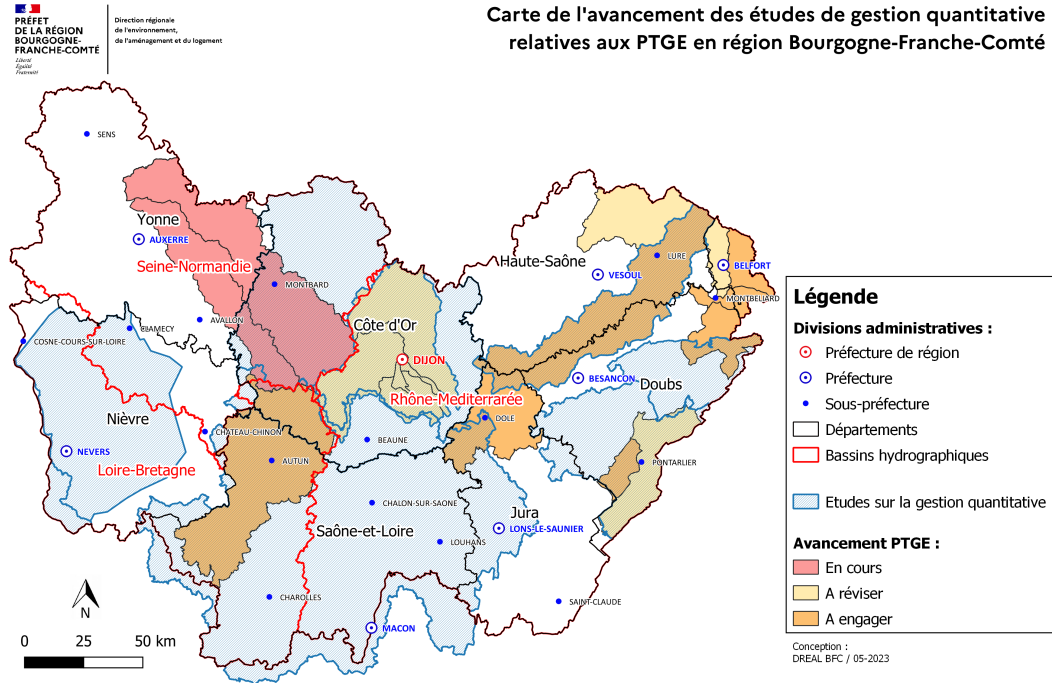 PRÉFET
DE LA RÉGION
BOURGOGNE-
FRANCHE-COMTÉ
Liberté
Égalité
Fraternité
Direction régionale
de l'environnement,
de l'aménagement et du logement
Carte de l'avancement des études de gestion quantitative
relatives aux PTGE en région Bourgogne-Franche-Comté
SENS
Yonne
AUXERRE
Seine-Normandie
MONTBARD
AVALLON
CLAMECY
COSNE-COURS-SUR-LOIRE
Haute-Saône
VESOUL
LURE
BELFORT
MONTBELIARD
Côte d'Or
DIJON
Rhône-Mediterrarée
BESANCON
Doubs
DOLE
Nièvre
NEVERS
CHATEAU-CHINON
Loire-Bretagne
AUTUN
BEAUNE
PONTARLIER
CHALON-SUR-SAONE
Saône-et-Loire
Jura
LONS-LE-SAUNIER
LOUHANS
CHAROLLES
SAINT-CLAUDE
MACON
N
0 25 50 km
Légende
Divisions administratives :
Préfecture de région
Préfecture
Sous-préfecture
Départements
Bassins hydrographiques
Etudes sur la gestion quantitative
Avancement PTGE :
En cours
A réviser
A engager
Conception :
DREAL BFC / 05-2023